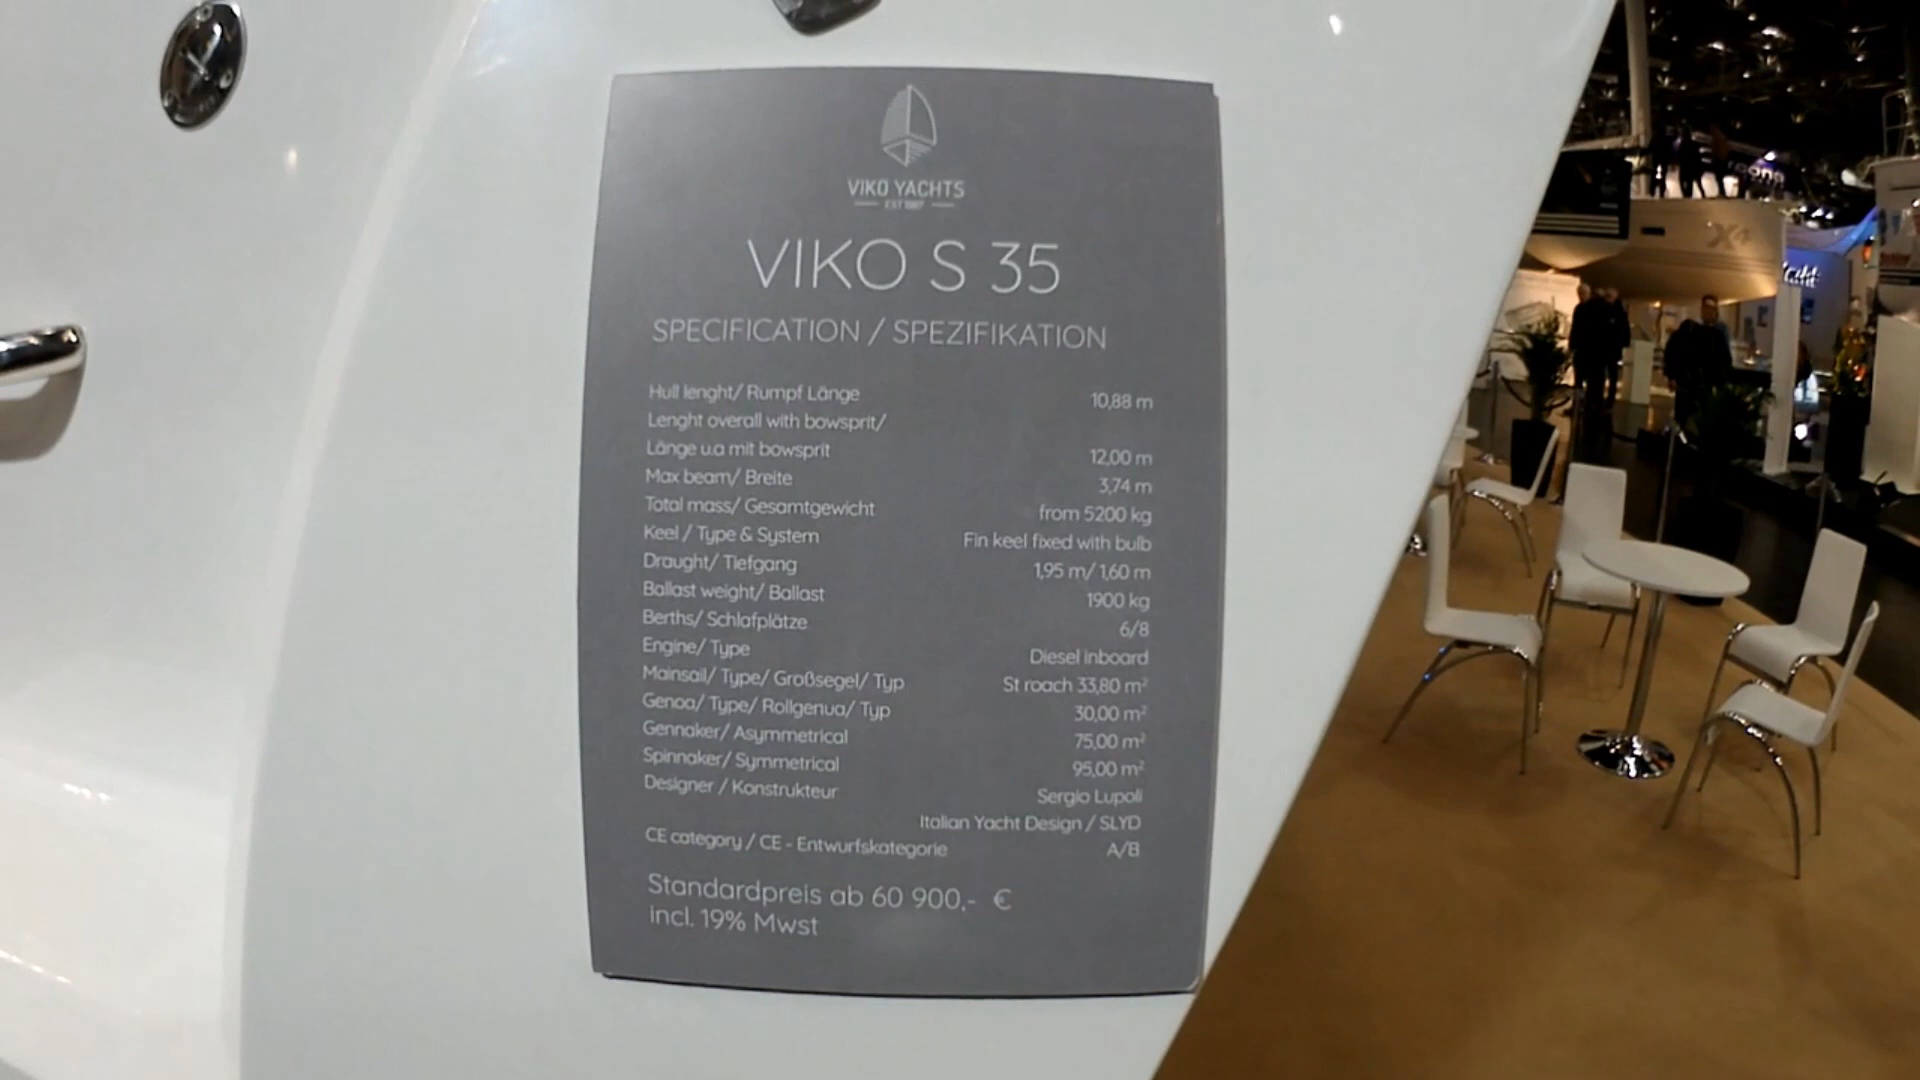 VIKO YACHTS
EST 1987
VIKO S 35
SPECIFICATION / SPEZIFIKATION
Hull lenght/ Rumpf Länge 10,88 m
Lenght overall with bowsprit/
Länge u.a mit bowsprit 12,00 m
Max beam/ Breite 3,74 m
Total mass/ Gesamtgewicht from 5200 kg
Keel / Type & System Fin keel fixed with bulb
Draught/ Tiefgang 1,95 m/ 1,60 m
Ballast weight/ Ballast 1900 kg
Berths/ Schlafplätze 6/8
Engine/ Type Diesel inboard
Mainsail/ Type/ Großsegel/ Typ St roach 33,80 m²
Genoa/ Type/ Rollgenua/ Typ 30,00 m²
Gennaker/ Asymmetrical 75,00 m²
Spinnaker/ Symmetrical 95,00 m²
Designer / Konstrukteur Sergio Lupoli
Italian Yacht Design / SLYD
CE category / CE - Entwurfskategorie A/B
Standardpreis ab 60 900,- €
incl. 19% Mwst
X4